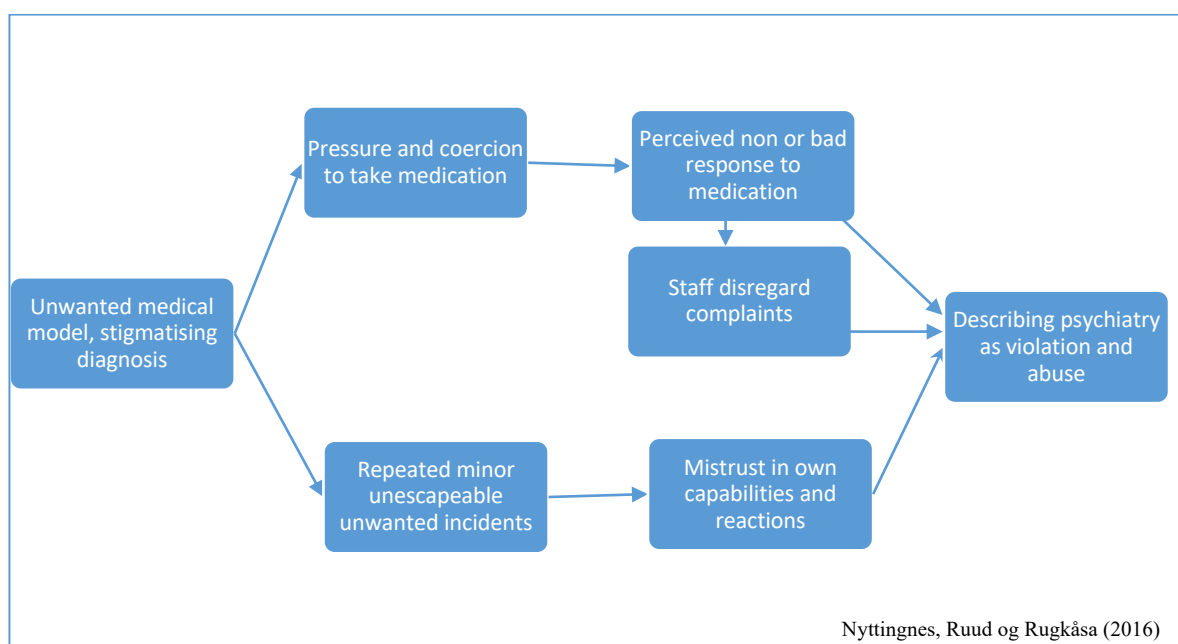 Pressure and coercion
to take medication
Perceived non or bad
response to
medication
Staff disregard
complaints
Unwanted medical
model, stigmatising
diagnosis
Describing psychiatry
as violation and
abuse
Repeated minor
unescapeable
unwanted incidents
Mistrust in own
capabilities and
reactions
Nyttingnes, Ruud og Rugkåsa (2016)